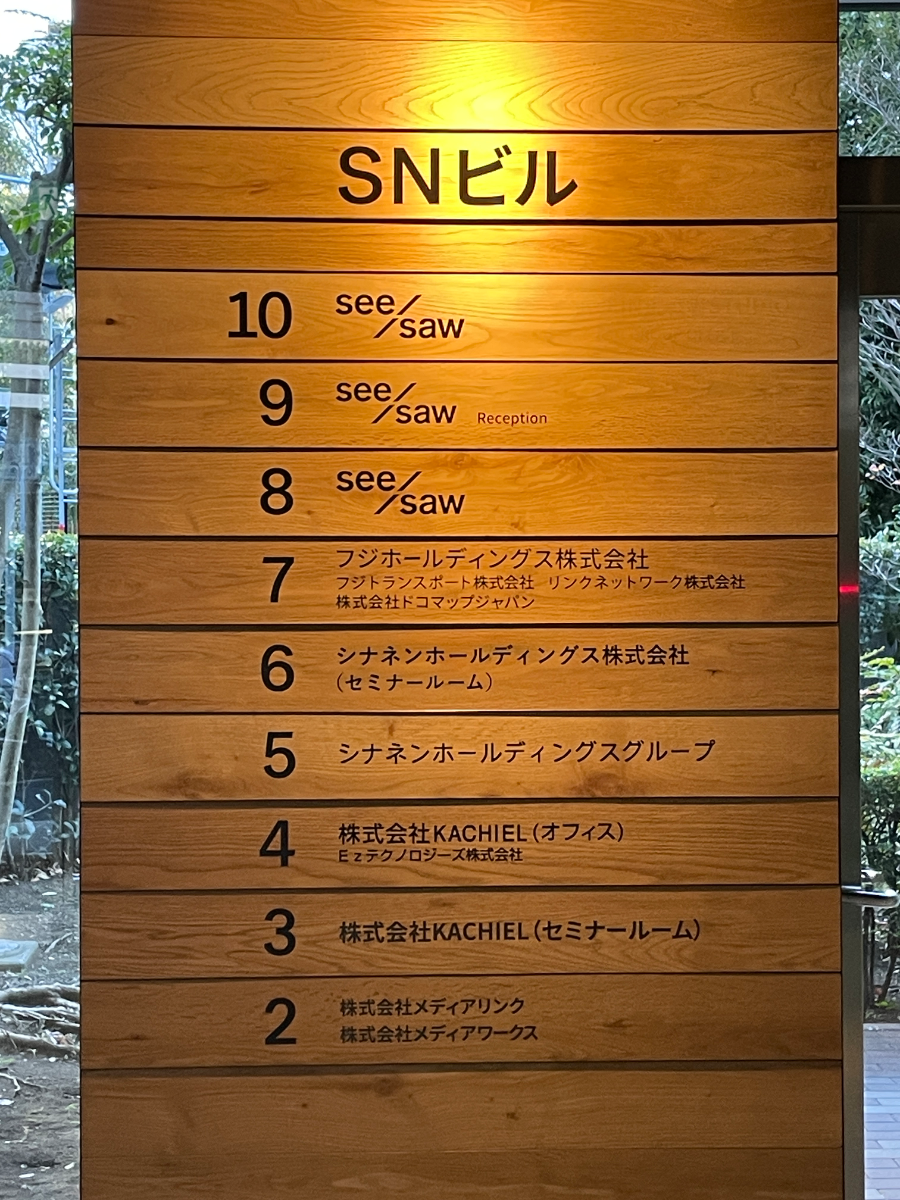 SNビル
10 see/saw
9 see/saw Reception
8 see/saw
7 フジホールディングス株式会社
フジトランスポート株式会社 リンクネットワーク株式会社
株式会社ドコマップジャパン
6 シナネンホールディングス株式会社
(セミナールーム)
5 シナネンホールディングスグループ
4 株式会社KACHIEL(オフィス)
Ezテクノロジーズ株式会社
3 株式会社KACHIEL(セミナールーム)
2 株式会社メディアリンク
株式会社メディアワークス